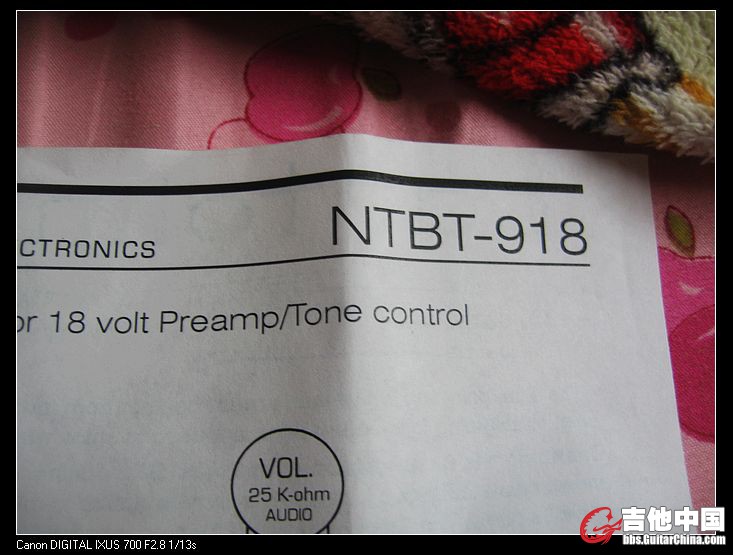 NTBT-918
CTRONICS
or 18 volt Preamp/Tone control
VOL.
25 K-ohm
AUDIO
吉他中国
bbs.GuitarChina.com
Canon DIGITAL IXUS 700 F2.8 1/13s